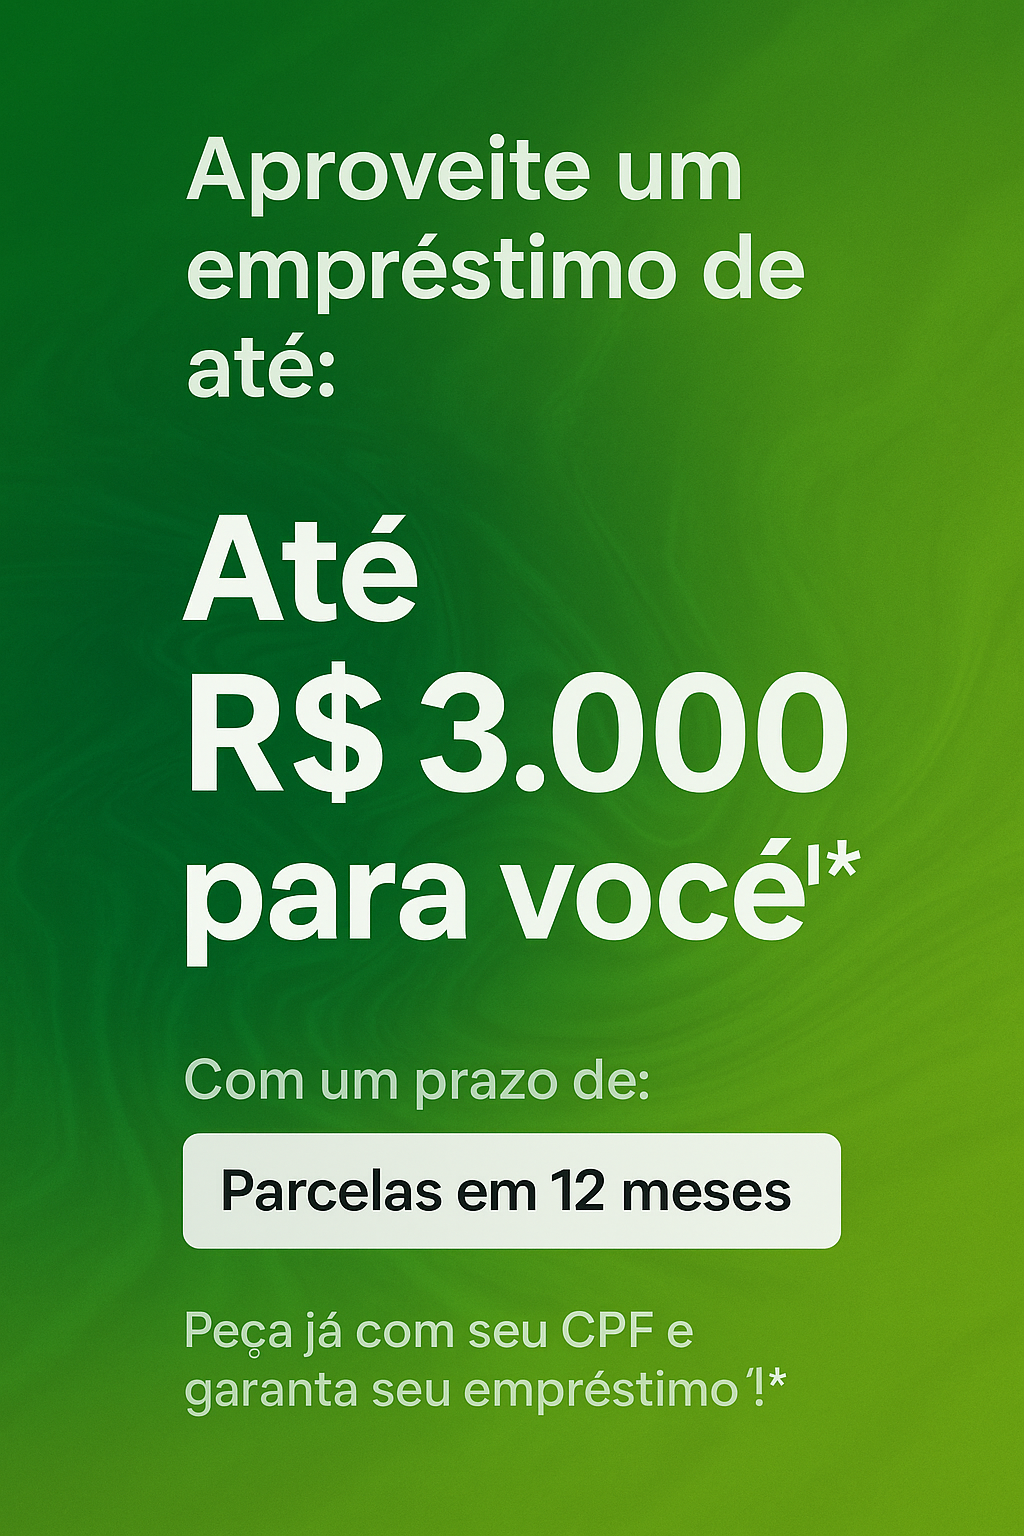 Aproveite um
empréstimo de
até:
Até
R$ 3.000
para vocé'*
Com um prazo de:
Parcelas em 12 meses
Peça já com seu CPF e
garanta seu empréstimo´!*